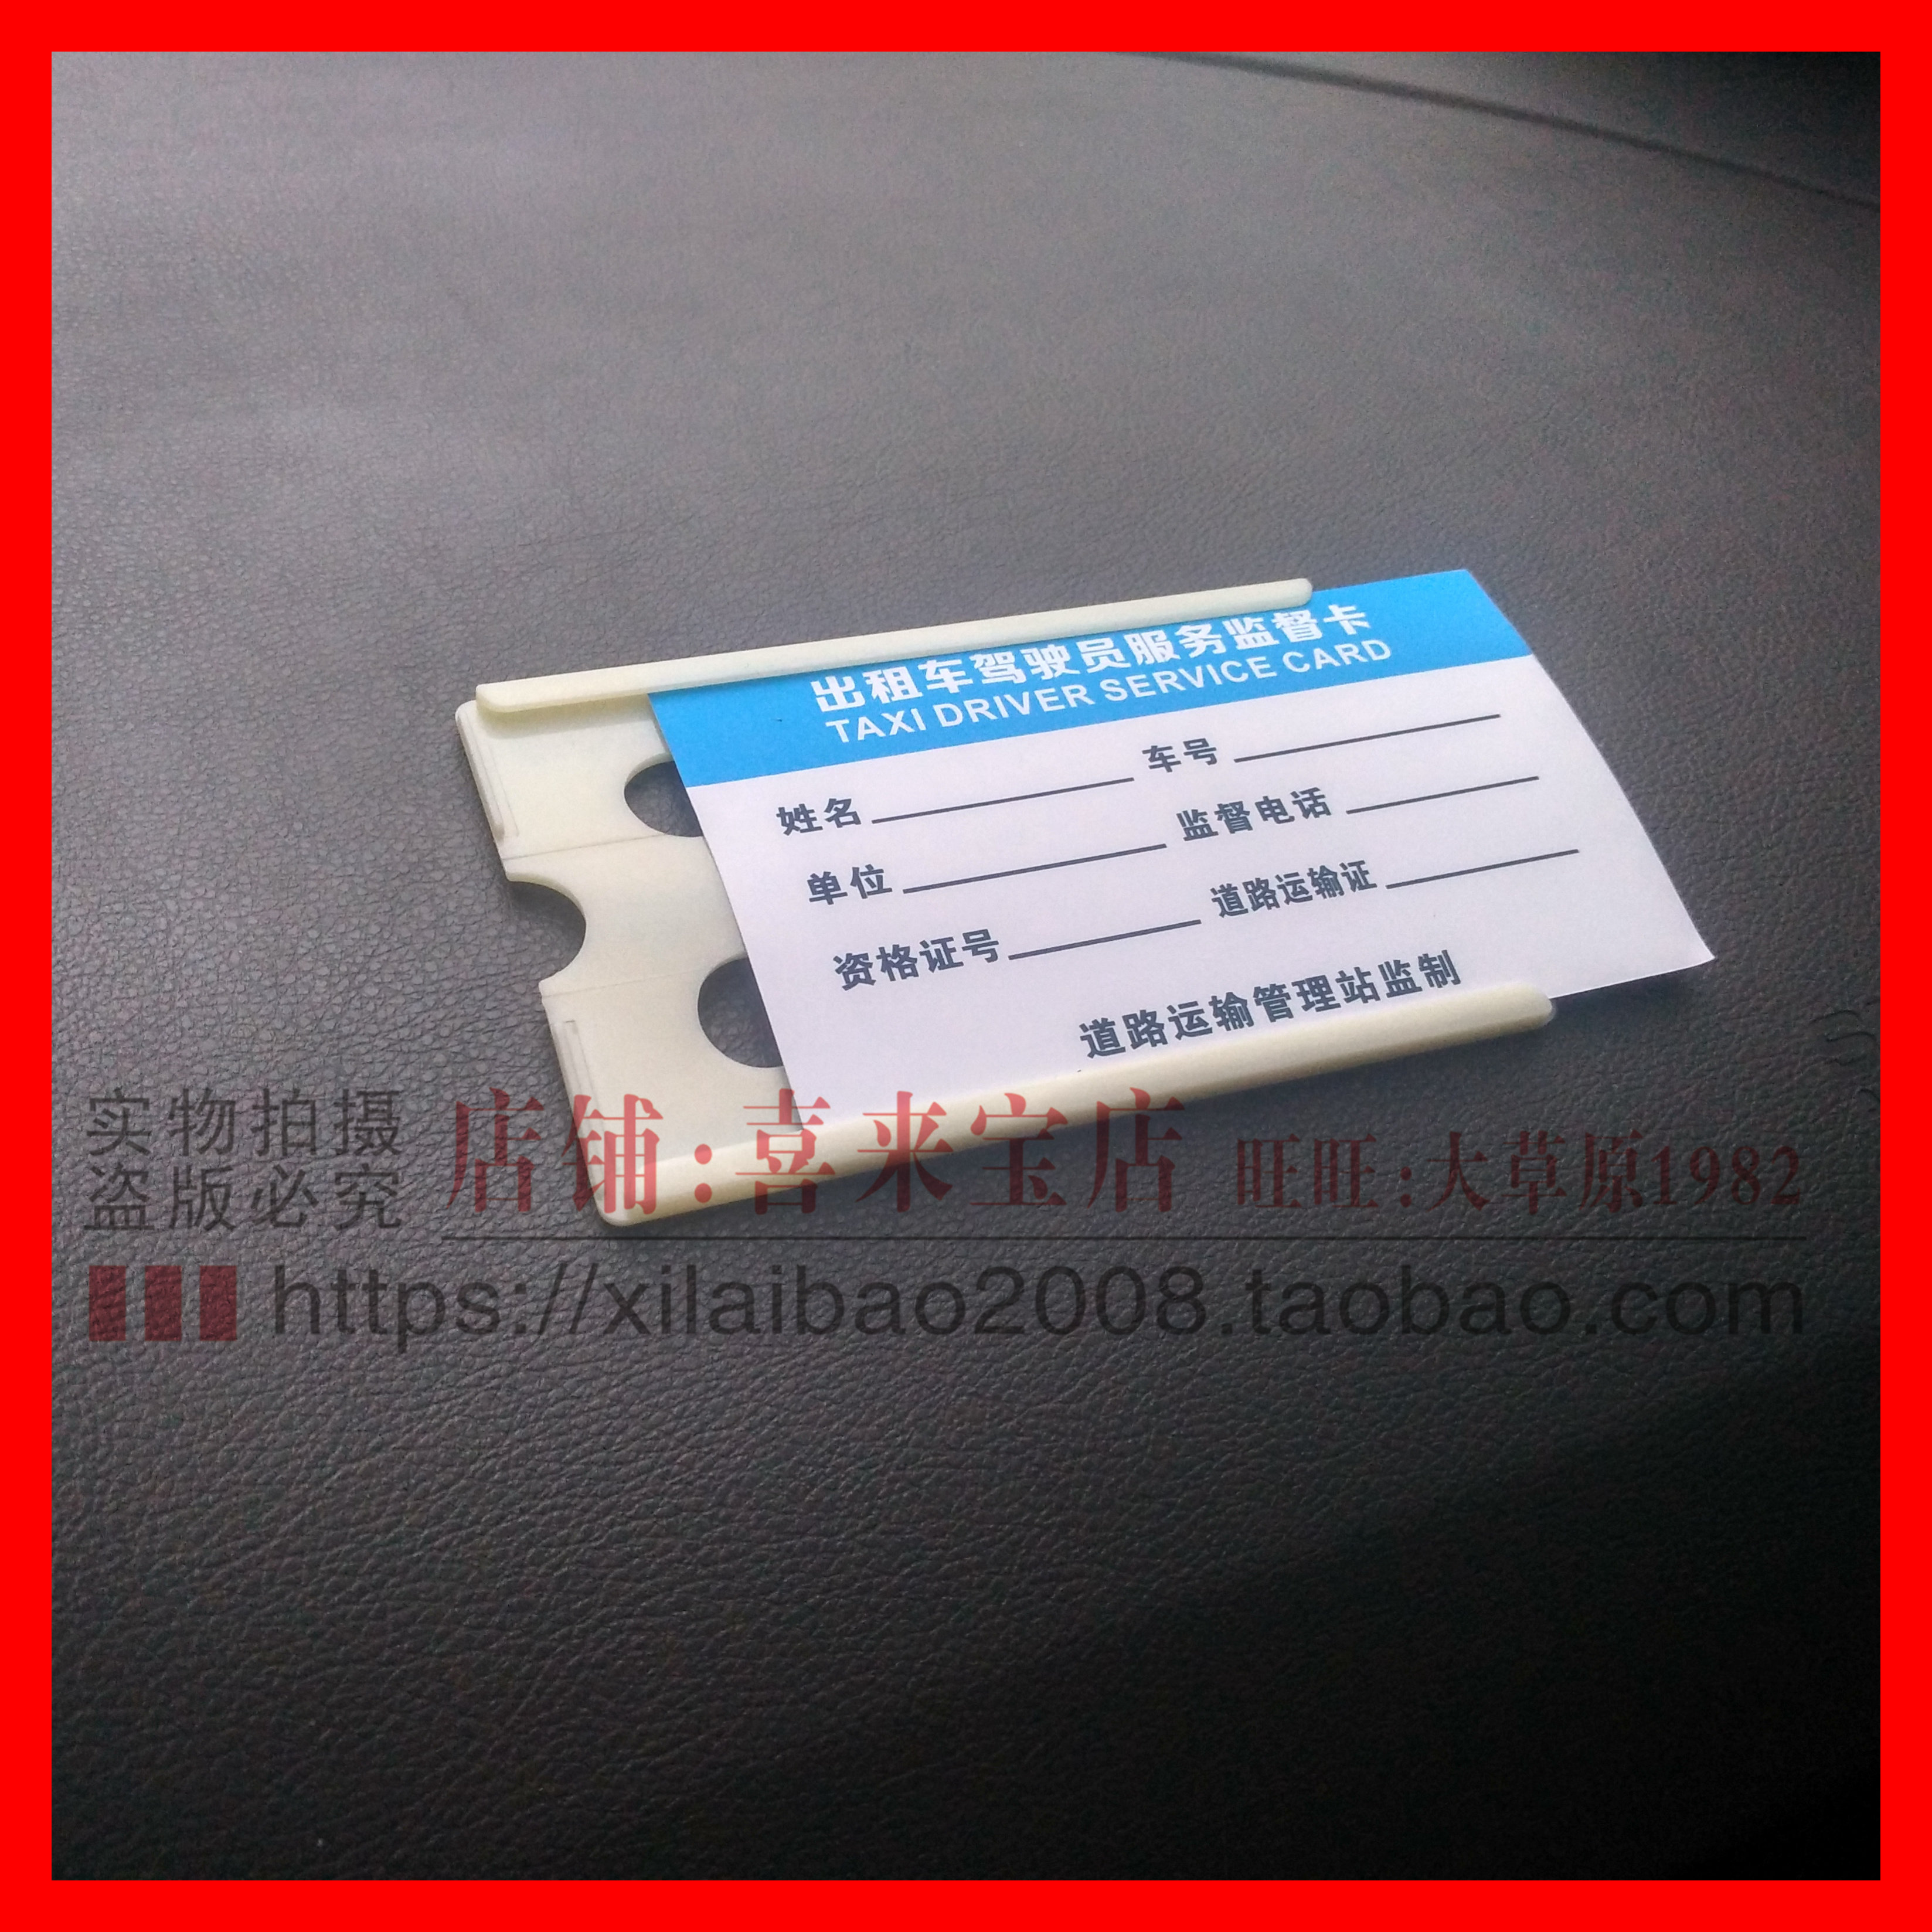 出租车驾驶员服务监督卡
TAXI DRIVER SERVICE CARD
姓名 车号
单位 监督电话
资格证号 道路运输证
道路运输管理站监制
实物拍摄
盗版必究
店铺:喜来宝店 旺旺:大草原1982
https://xilaibao2008.taobao.com